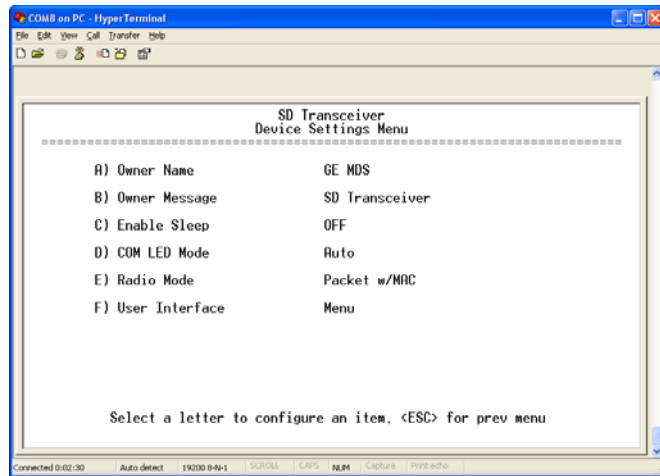 COM8 on PC - HyperTerminal
File Edit View Call Transfer Help
SD Transceiver
Device Settings Menu
==========================================================================
A) Owner Name GE MDS
B) Owner Message SD Transceiver
C) Enable Sleep OFF
D) COM LED Mode Auto
E) Radio Mode Packet w/MAC
F) User Interface Menu
Select a letter to configure an item, <ESC> for prev menu
Connected 0:02:30 Auto detect 19200 8-N-1 SCROLL CAPS NUM Capture Print echo